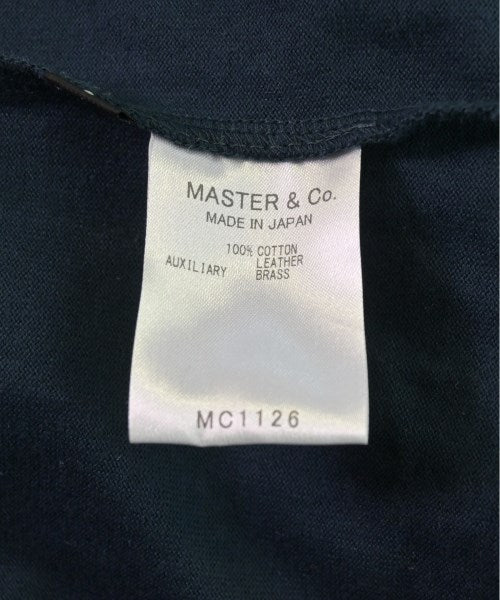 MASTER & Co.
MADE IN JAPAN
100% COTTON
AUXILIARY LEATHER
BRASS
MC1126